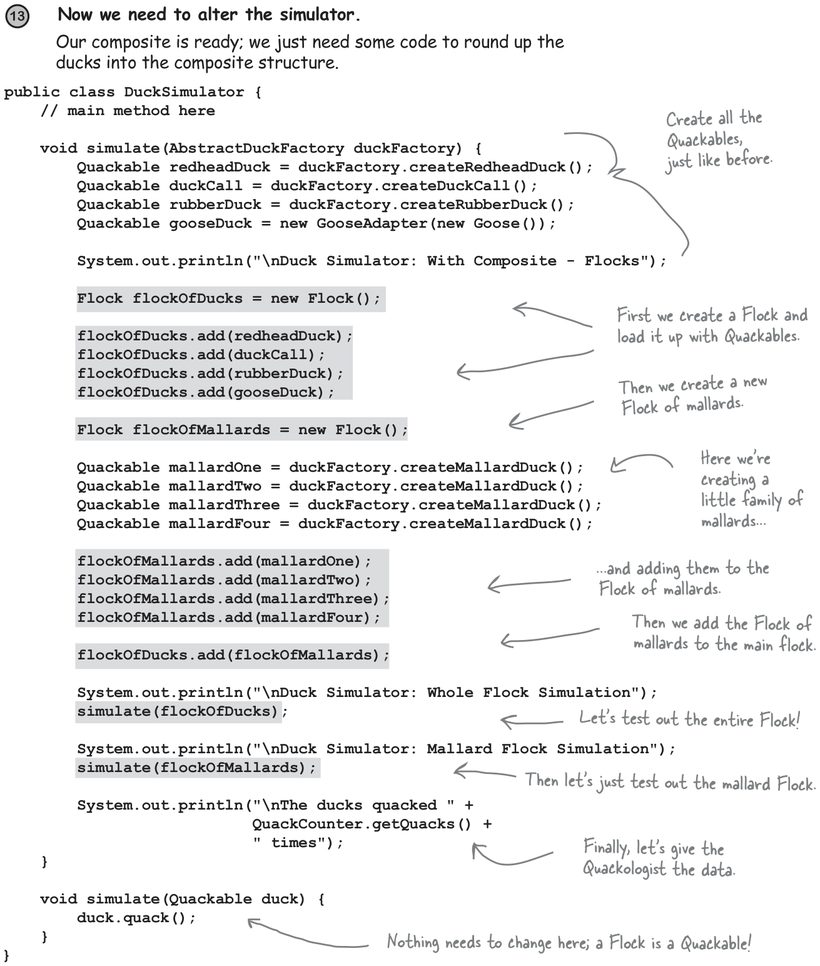 13 Now we need to alter the simulator.
Our composite is ready; we just need some code to round up the
ducks into the composite structure.
public class DuckSimulator {
// main method here
Create all the
Quackables,
just like before.
void simulate(AbstractDuckFactory duckFactory) {
Quackable redheadDuck = duckFactory.createRedheadDuck();
Quackable duckCall = duckFactory.createDuckCall();
Quackable rubberDuck = duckFactory.createRubberDuck();
Quackable gooseDuck = new GooseAdapter(new Goose());
System.out.println("\nDuck Simulator: With Composite - Flocks");
Flock flockOfDucks = new Flock();
First we create a Flock and
load it up with Quackables.
flockOfDucks.add(redheadDuck);
flockOfDucks.add(duckCall);
flockOfDucks.add(rubberDuck);
flockOfDucks.add(gooseDuck);
Then we create a new
Flock of mallards.
Flock flockOfMallards = new Flock();
Here we're
creating a
little family of
mallards...
Quackable mallardOne = duckFactory.createMallardDuck();
Quackable mallardTwo = duckFactory.createMallardDuck();
Quackable mallardThree = duckFactory.createMallardDuck();
Quackable mallardFour = duckFactory.createMallardDuck();
flockOfMallards.add(mallardOne);
flockOfMallards.add(mallardTwo);
flockOfMallards.add(mallardThree);
flockOfMallards.add(mallardFour);
...and adding them to the
Flock of mallards.
Then we add the Flock of
mallards to the main flock.
flockOfDucks.add(flockOfMallards);
System.out.println("\nDuck Simulator: Whole Flock Simulation");
simulate(flockOfDucks);
Let's test out the entire Flock!
System.out.println("\nDuck Simulator: Mallard Flock Simulation");
simulate(flockOfMallards);
Then let's just test out the mallard Flock.
System.out.println("\nThe ducks quacked " +
QuackCounter.getQuacks() +
" times");
Finally, let's give the
Quackologist the data.
}
void simulate(Quackable duck) {
duck.quack();
Nothing needs to change here; a Flock is a Quackable!
}
}